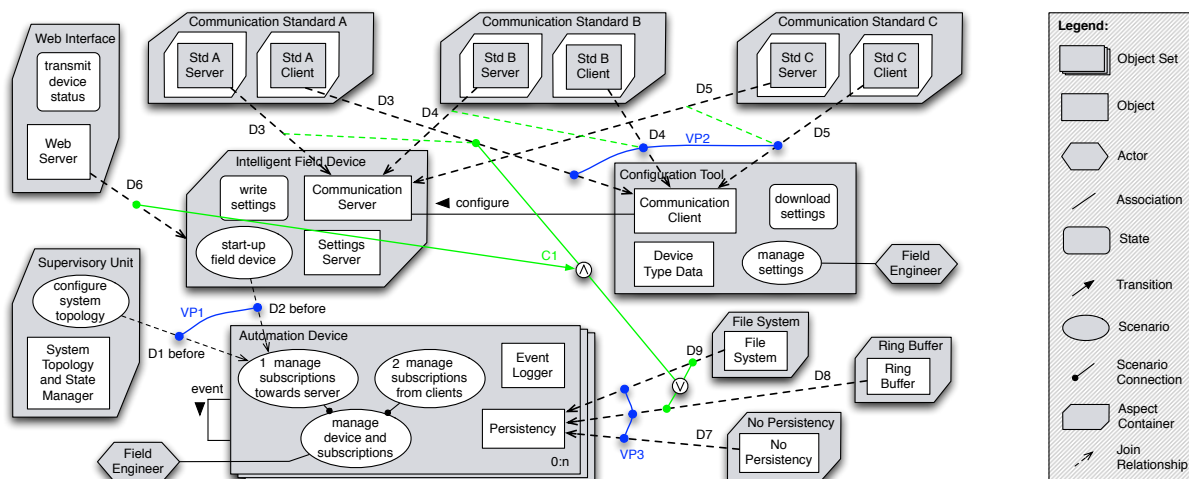 Communication Standard A
Communication Standard B
Communication Standard C
Legend:
Web Interface
transmit
device
status
Web
Server
Std A
Server
Std A
Client
Std B
Server
Std B
Client
Std C
Server
Std C
Client
Object Set
Object
Actor
Association
State
Transition
Scenario
Scenario
Connection
Aspect
Container
Join
Relationship
D3
D3
D4
D4
D5
D5
VP2
D6
Intelligent Field Device
write
settings
Communication
Server
start-up
field device
Settings
Server
configure
Configuration Tool
Communication
Client
download
settings
Device
Type Data
manage
settings
Field
Engineer
C1
Λ
Supervisory Unit
configure
system
topology
System
Topology
and State
Manager
VP1
D1 before
D2 before
Automation Device
1 manage
subscriptions
towards server
2 manage
subscriptions
from clients
Event
Logger
manage
device and
subscriptions
Persistency
0:n
event
Field
Engineer
File System
File
System
D9
V
Ring Buffer
Ring
Buffer
D8
VP3
D7
No Persistency
No
Persistency